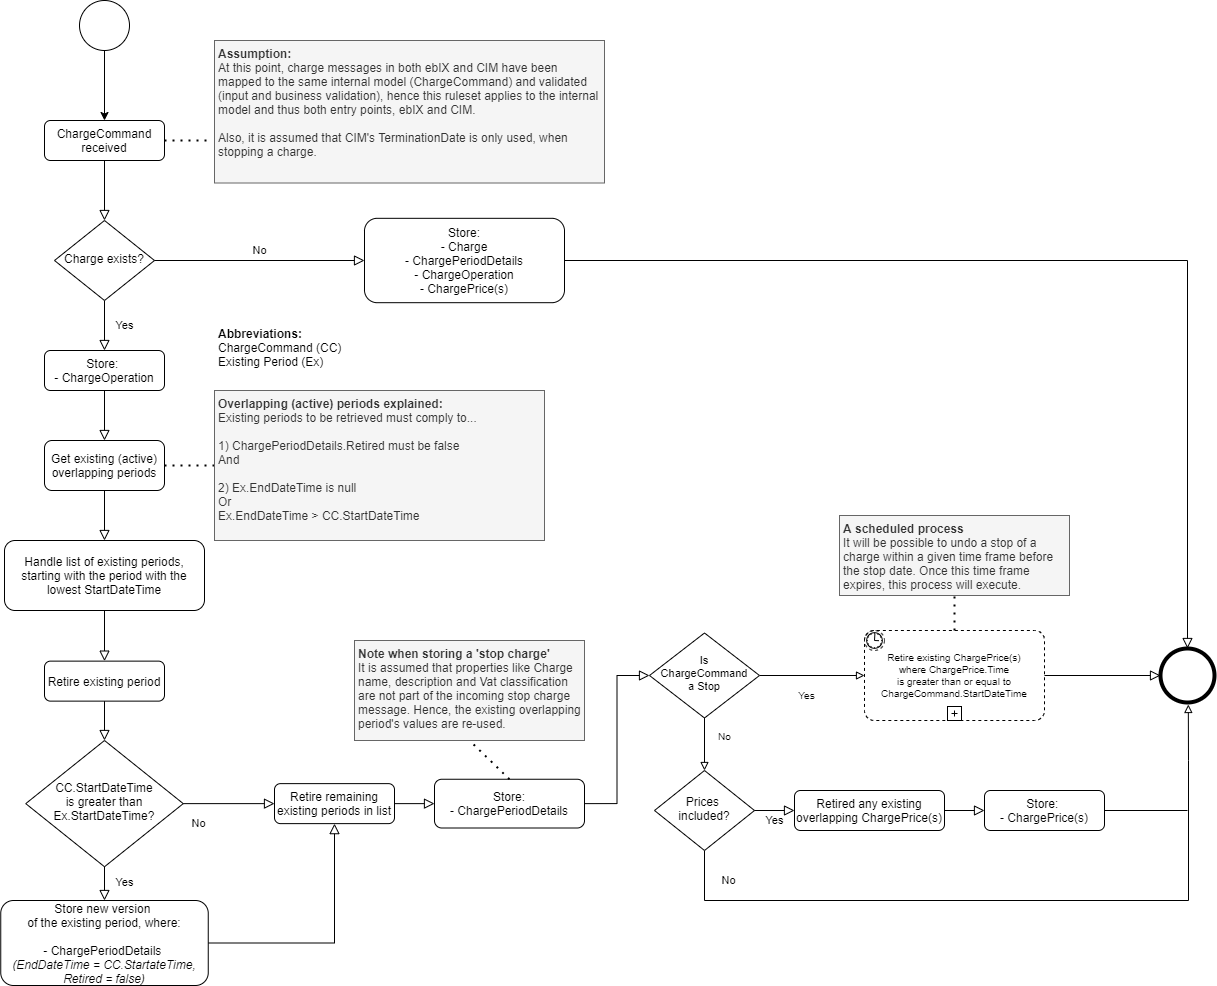 Assumption:
At this point, charge messages in both ebIX and CIM have been
mapped to the same internal model (ChargeCommand) and validated
(input and business validation), hence this ruleset applies to the internal
model and thus both entry points, ebIX and CIM.
Also, it is assumed that CIM's TerminationDate is only used, when
stopping a charge.
ChargeCommand
received
Charge exists?
No
Store:
- Charge
- ChargePeriodDetails
- ChargeOperation
- ChargePrice(s)
Yes
Abbreviations:
ChargeCommand (CC)
Existing Period (Ex)
Store:
- ChargeOperation
Overlapping (active) periods explained:
Existing periods to be retrieved must comply to...
1) ChargePeriodDetails.Retired must be false
And
2) Ex.EndDateTime is null
Or
Ex.EndDateTime > CC.StartDateTime
Get existing (active)
overlapping periods
Handle list of existing periods,
starting with the period with the
lowest StartDateTime
A scheduled process
It will be possible to undo a stop of a
charge within a given time frame before
the stop date. Once this time frame
expires, this process will execute.
Retire existing period
Note when storing a 'stop charge'
It is assumed that properties like Charge
name, description and Vat classification
are not part of the incoming stop charge
message. Hence, the existing overlapping
period's values are re-used.
Is
ChargeCommand
a Stop
Yes
Retire existing ChargePrice(s)
where ChargePrice.Time
is greater than or equal to
ChargeCommand.StartDateTime
No
CC.StartDateTime
is greater than
Ex.StartDateTime?
No
Retire remaining
existing periods in list
Store:
- ChargePeriodDetails
Prices
included?
Yes
Retired any existing
overlapping ChargePrice(s)
Store:
- ChargePrice(s)
No
Yes
Store new version
of the existing period, where:
- ChargePeriodDetails
(EndDateTime = CC.StartateTime,
Retired = false)